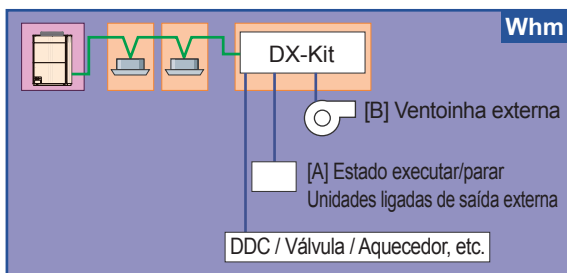 Whm
DX-Kit
[B] Ventoinha externa
[A] Estado executar/parar
Unidades ligadas de saída externa
DDC / Válvula / Aquecedor, etc.